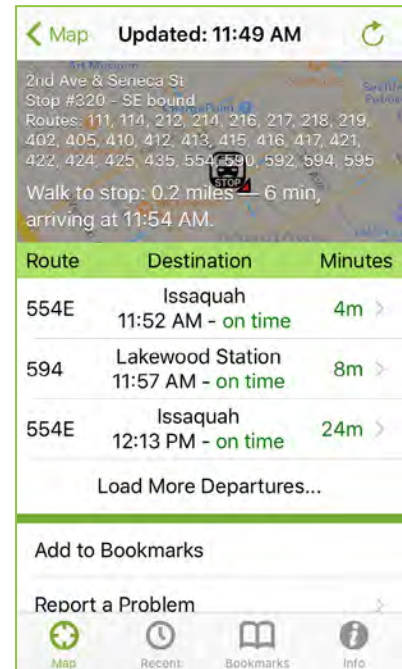 Map
Updated: 11:49 AM
2nd Ave & Seneca St
Stop #320 - SE bound
Routes: 111, 114, 212, 214, 216, 217, 218, 219,
402, 405, 410, 412, 413, 415, 416, 417, 421,
422, 424, 425, 435, 554, 590, 592, 594, 595
STOP
Walk to stop: 0.2 miles — 6 min,
arriving at 11:54 AM.
Route Destination Minutes
Issaquah
554E 4m
11:52 AM - on time
Lakewood Station
594 8m
11:57 AM - on time
Issaquah
554E 24m
12:13 PM - on time
Load More Departures...
Add to Bookmarks
Report a Problem
Map Recent Bookmarks Info